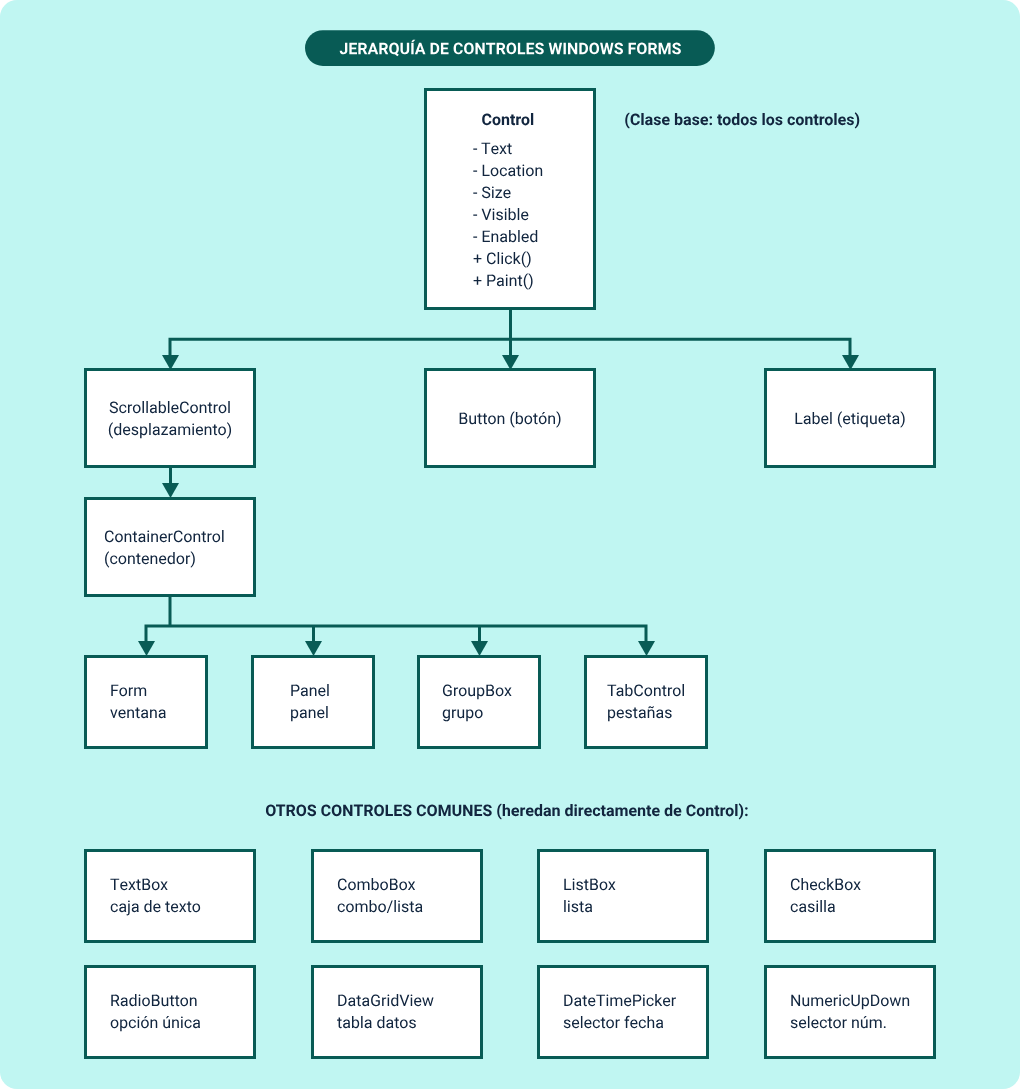 JERARQUÍA DE CONTROLES WINDOWS FORMS
Control
(Clase base: todos los controles)
- Text
- Location
- Size
- Visible
- Enabled
+ Click()
+ Paint()
ScrollableControl
(desplazamiento)
Button (botón)
Label (etiqueta)
ContainerControl
(contenedor)
Form
ventana
Panel
panel
GroupBox
grupo
TabControl
pestañas
OTROS CONTROLES COMUNES (heredan directamente de Control):
TextBox
caja de texto
ComboBox
combo/lista
ListBox
lista
CheckBox
casilla
RadioButton
opción única
DataGridView
tabla datos
DateTimePicker
selector fecha
NumericUpDown
selector núm.